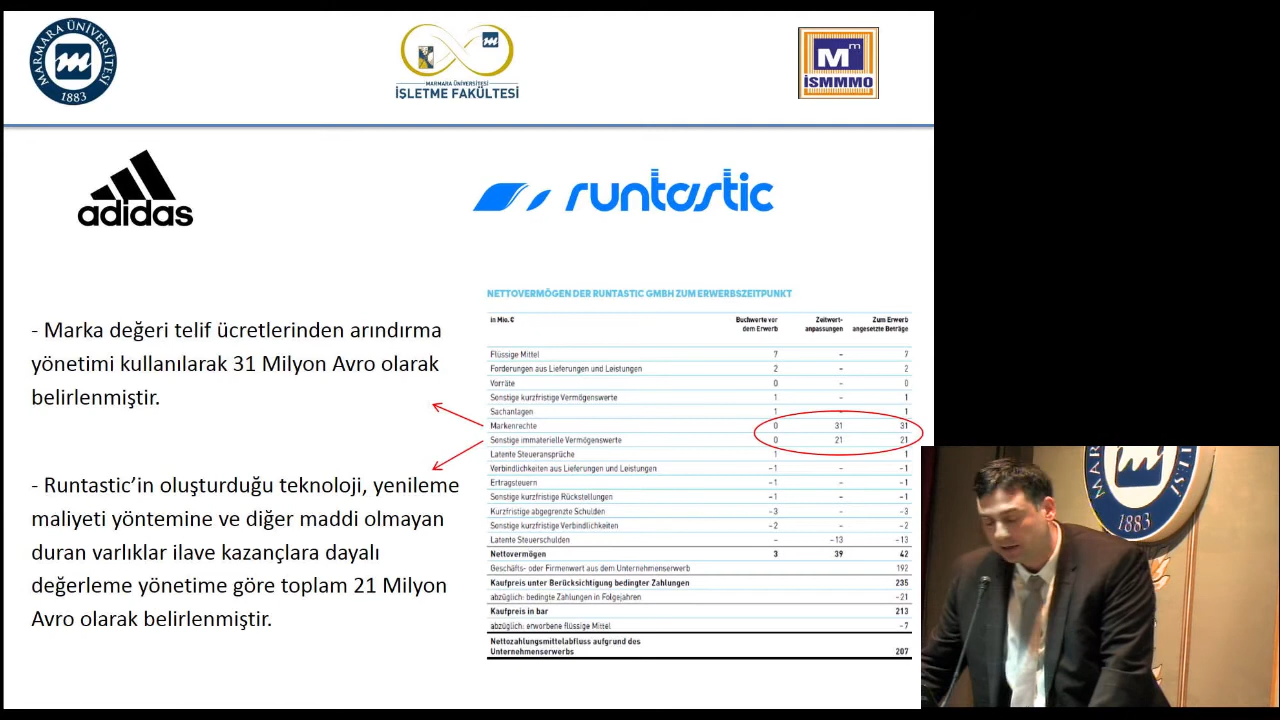 MARMARA ÜNİVERSİTESİ
1883
MARMARA ÜNİVERSİTESİ
İŞLETME FAKÜLTESİ
M m
İSMMMO
adidas
runtastic
- Marka değeri telif ücretlerinden arındırma
yönetimi kullanılarak 31 Milyon Avro olarak
belirlenmiştir.
- Runtastic’in oluşturduğu teknoloji, yenileme
maliyeti yöntemine ve diğer maddi olmayan
duran varlıklar ilave kazançlara dayalı
değerleme yönetime göre toplam 21 Milyon
Avro olarak belirlenmiştir.
NETTOVERMÖGEN DER RUNTASTIC GMBH ZUM ERWERBSZEITPUNKT
in Mio. € Buchwerte vor dem Erwerb Zeitwert-anpassungen Zum Erwerb angesetzte Beträge
Flüssige Mittel 7 – 7
Forderungen aus Lieferungen und Leistungen 2 – 2
Vorräte 0 – 0
Sonstige kurzfristige Vermögenswerte 1 – 1
Sachanlagen 1 – 1
Markenrechte 0 31 31
Sonstige immaterielle Vermögenswerte 0 21 21
Latente Steueransprüche 1 1
Verbindlichkeiten aus Lieferungen und Leistungen –1 – –1
Ertragsteuern –1 – –1
Sonstige kurzfristige Rückstellungen –1 – –1
Kurzfristige abgegrenzte Schulden –3 – –3
Sonstige kurzfristige Verbindlichkeiten –2 – –2
Latente Steuerschulden – –13 –13
Nettovermögen 3 39 42
Geschäfts- oder Firmenwert aus dem Unternehmenserwerb 192
Kaufpreis unter Berücksichtigung bedingter Zahlungen 235
abzüglich: bedingte Zahlungen in Folgejahren –21
Kaufpreis in bar 213
abzüglich: erworbene flüssige Mittel –7
Nettozahlungsmittelabfluss aufgrund des
Unternehmenserwerbs 207
1883